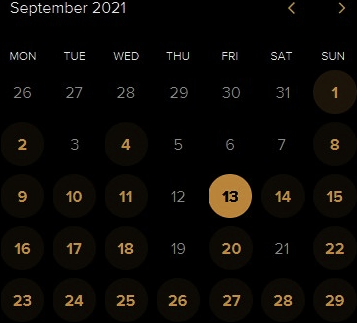 September 2021
MON TUE WED THU FRI SAT SUN
26 27 28 29 30 31 1
2 3 4 5 6 7 8
9 10 11 12 13 14 15
16 17 18 19 20 21 22
23 24 25 26 27 28 29